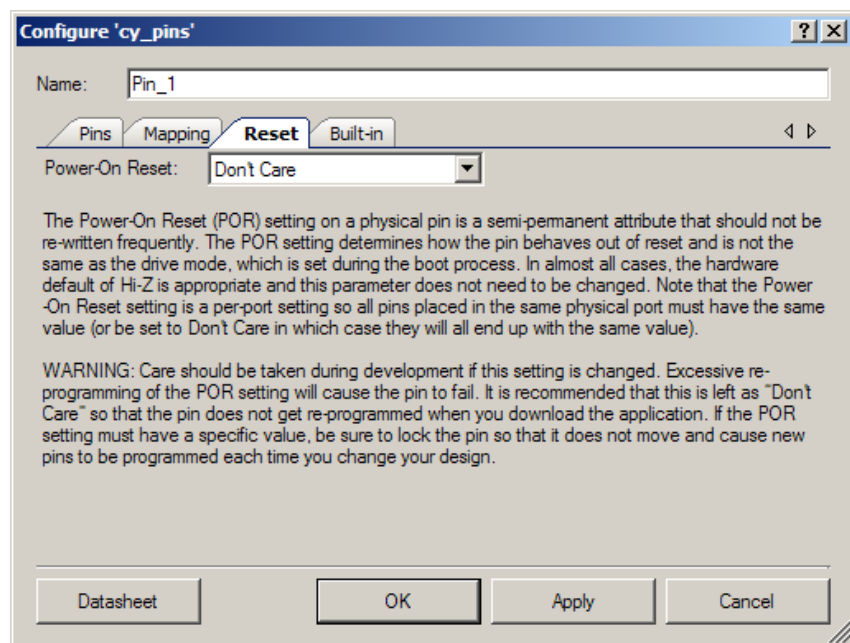 Configure 'cy_pins'
Name: Pin_1
Pins Mapping Reset Built-in
Power-On Reset: Don't Care
The Power-On Reset (POR) setting on a physical pin is a semi-permanent attribute that should not be
re-written frequently. The POR setting determines how the pin behaves out of reset and is not the
same as the drive mode, which is set during the boot process. In almost all cases, the hardware
default of Hi-Z is appropriate and this parameter does not need to be changed. Note that the Power
-On Reset setting is a per-port setting so all pins placed in the same physical port must have the same
value (or be set to Don't Care in which case they will all end up with the same value).
WARNING: Care should be taken during development if this setting is changed. Excessive re-
programming of the POR setting will cause the pin to fail. It is recommended that this is left as "Don't
Care" so that the pin does not get re-programmed when you download the application. If the POR
setting must have a specific value, be sure to lock the pin so that it does not move and cause new
pins to be programmed each time you change your design.
Datasheet OK Apply Cancel